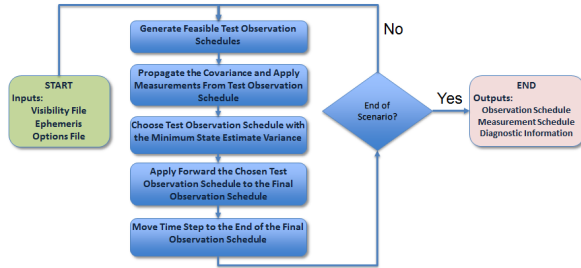 START
Inputs:
Visibility File
Ephemeris
Options File
Generate Feasible Test Observation
Schedules
Propagate the Covariance and Apply
Measurements From Test Observation
Schedule
Choose Test Observation Schedule with
the Minimum State Estimate Variance
Apply Forward the Chosen Test
Observation Schedule to the Final
Observation Schedule
Move Time Step to the End of the Final
Observation Schedule
No
End of
Scenario?
Yes
END
Outputs:
Observation Schedule
Measurement Schedule
Diagnostic Information